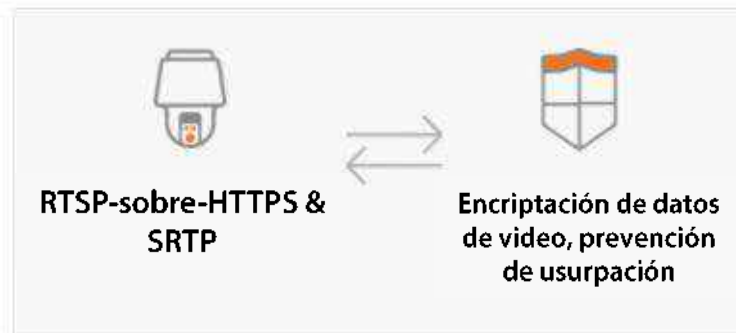 RTSP-sobre-HTTPS &
SRTP
Encriptación de datos
de video, prevención
de usurpación